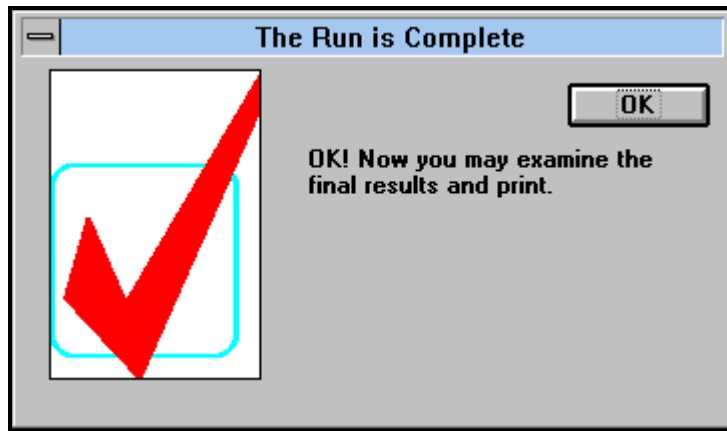 The Run is Complete
OK
OK! Now you may examine the
final results and print.